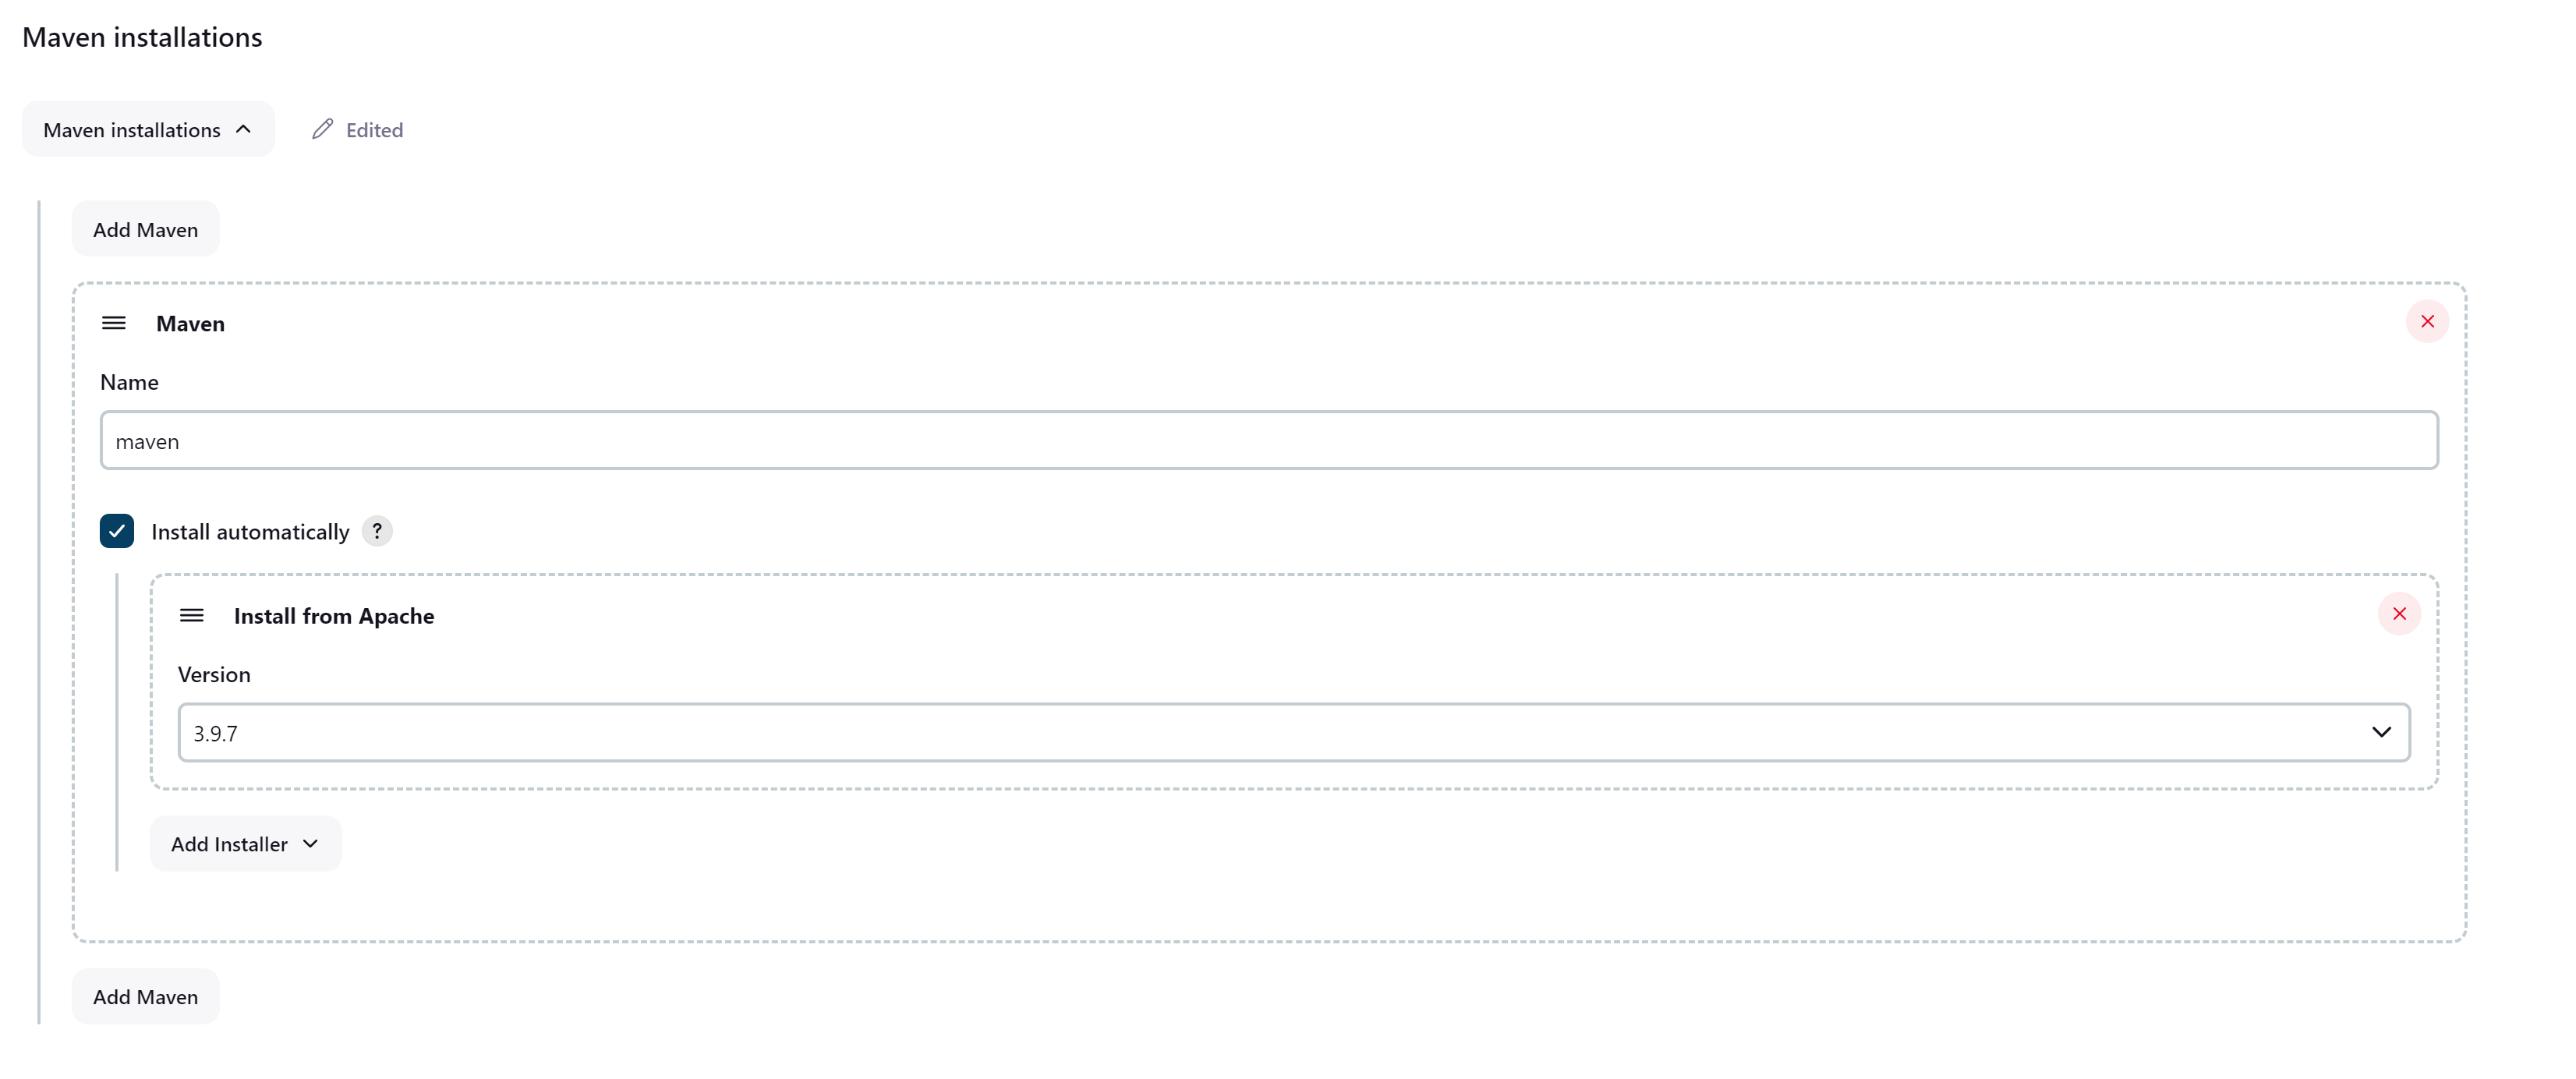 Maven installations
Maven installations
Edited
Add Maven
Maven
Name
maven
Install automatically ?
Install from Apache
Version
3.9.7
Add Installer
Add Maven